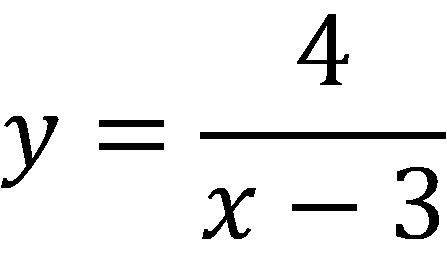 y = 4 / (x − 3)